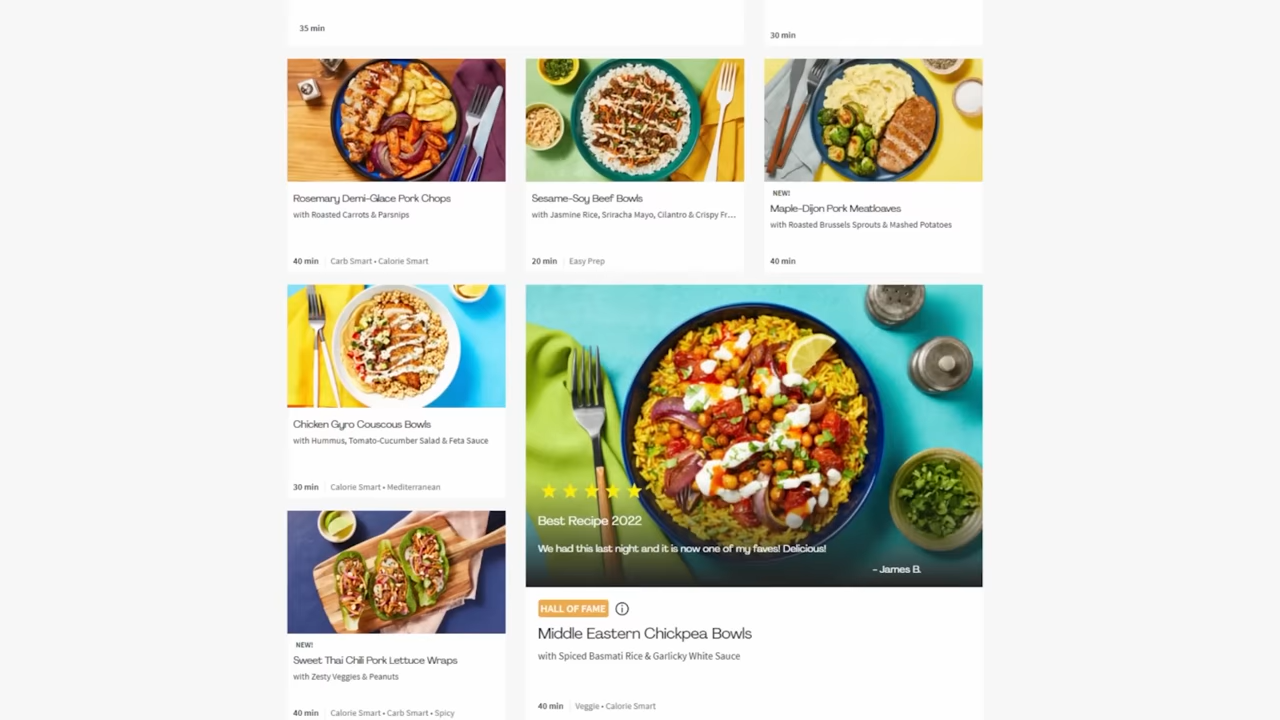 35 min
30 min
Rosemary Demi-Glace Pork Chops
with Roasted Carrots & Parsnips
40 min Carb Smart • Calorie Smart
Sesame-Soy Beef Bowls
with Jasmine Rice, Sriracha Mayo, Cilantro & Crispy Fr...
20 min Easy Prep
NEW!
Maple-Dijon Pork Meatloaves
with Roasted Brussels Sprouts & Mashed Potatoes
40 min
Chicken Gyro Couscous Bowls
with Hummus, Tomato-Cucumber Salad & Feta Sauce
30 min Calorie Smart • Mediterranean
Best Recipe 2022
We had this last night and it is now one of my faves! Delicious!
- James B.
HALL OF FAME
Middle Eastern Chickpea Bowls
with Spiced Basmati Rice & Garlicky White Sauce
40 min Veggie • Calorie Smart
NEW!
Sweet Thai Chili Pork Lettuce Wraps
with Zesty Veggies & Peanuts
40 min Calorie Smart • Carb Smart • Spicy